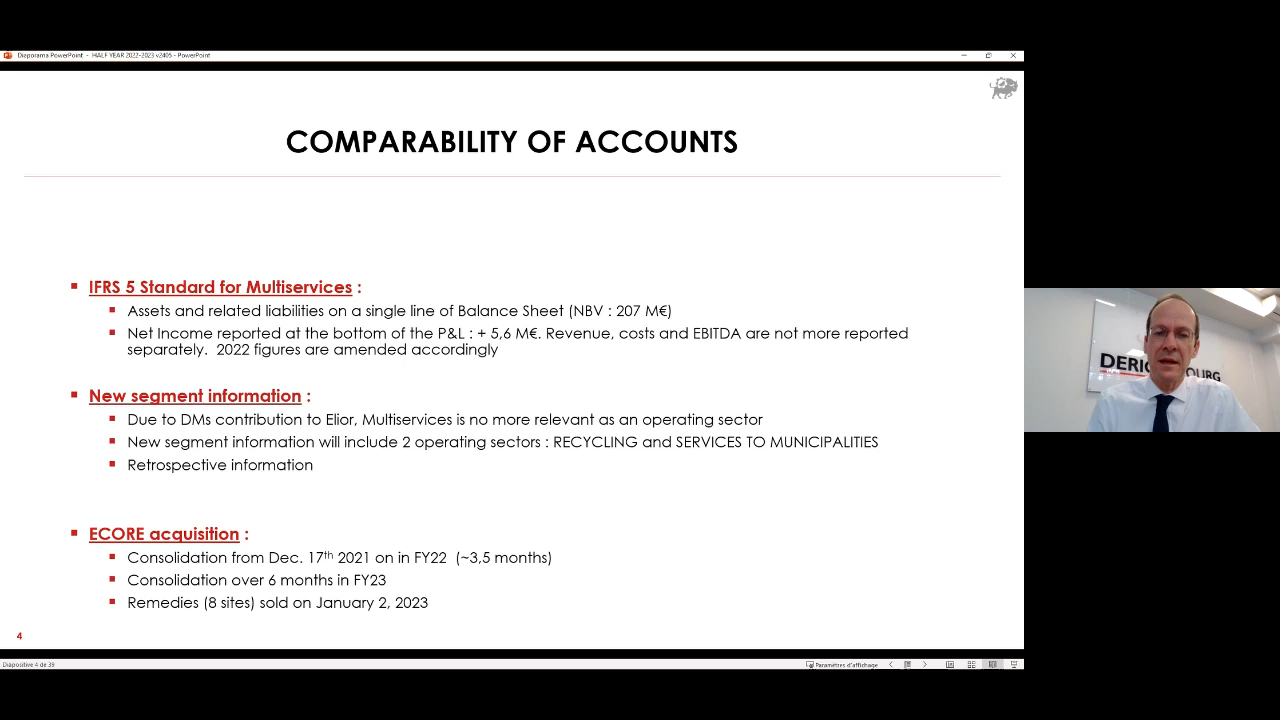 Diaporama PowerPoint - HALF YEAR 2022-2023 v2405 - PowerPoint
COMPARABILITY OF ACCOUNTS
IFRS 5 Standard for Multiservices :
Assets and related liabilities on a single line of Balance Sheet (NBV : 207 M€)
Net Income reported at the bottom of the P&L : + 5,6 M€. Revenue, costs and EBITDA are not more reported
separately. 2022 figures are amended accordingly
New segment information :
Due to DMs contribution to Elior, Multiservices is no more relevant as an operating sector
New segment information will include 2 operating sectors : RECYCLING and SERVICES TO MUNICIPALITIES
Retrospective information
ECORE acquisition :
Consolidation from Dec. 17th 2021 on in FY22 (~3,5 months)
Consolidation over 6 months in FY23
Remedies (8 sites) sold on January 2, 2023
4
Diapositive 4 de 39
Paramètres d'affichage